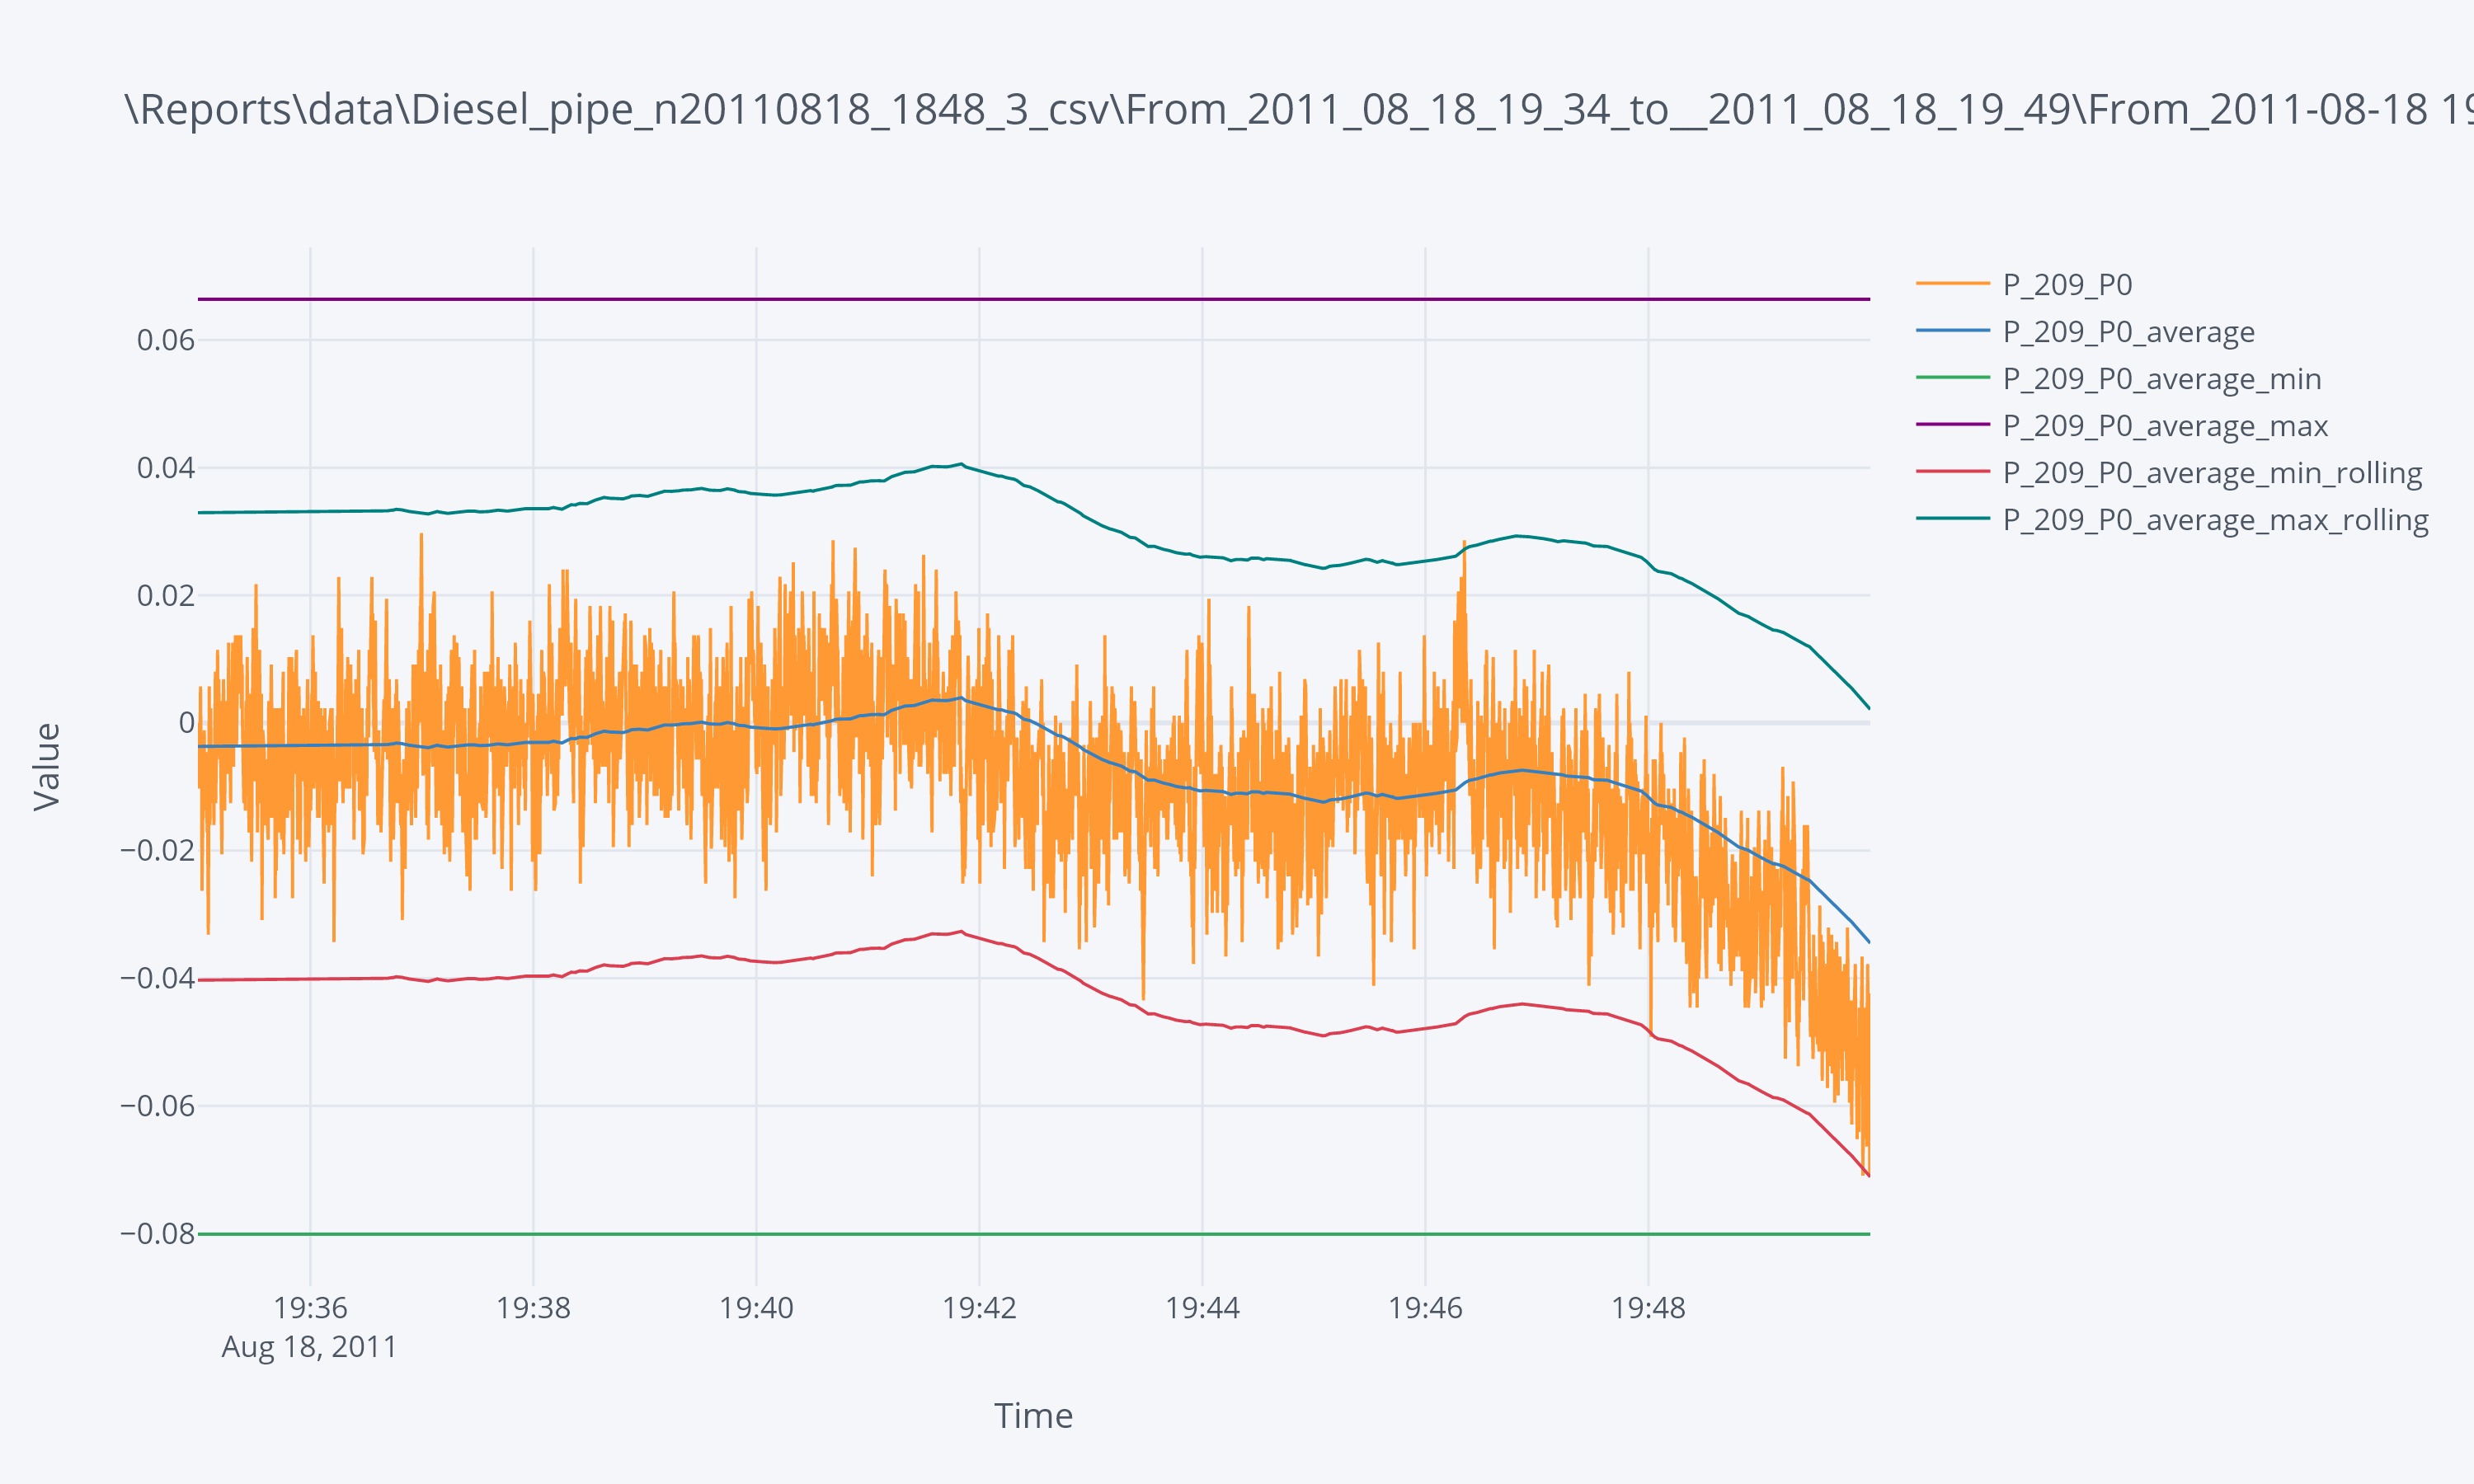 \Reports\data\Diesel_pipe_n20110818_1848_3_csv\From_2011_08_18_19_34_to__2011_08_18_19_49\From_2011-08-18 19
P_209_P0
P_209_P0_average
P_209_P0_average_min
P_209_P0_average_max
P_209_P0_average_min_rolling
P_209_P0_average_max_rolling
0.06
0.04
0.02
0
−0.02
−0.04
−0.06
−0.08
Value
19:36
19:38
19:40
19:42
19:44
19:46
19:48
Aug 18, 2011
Time